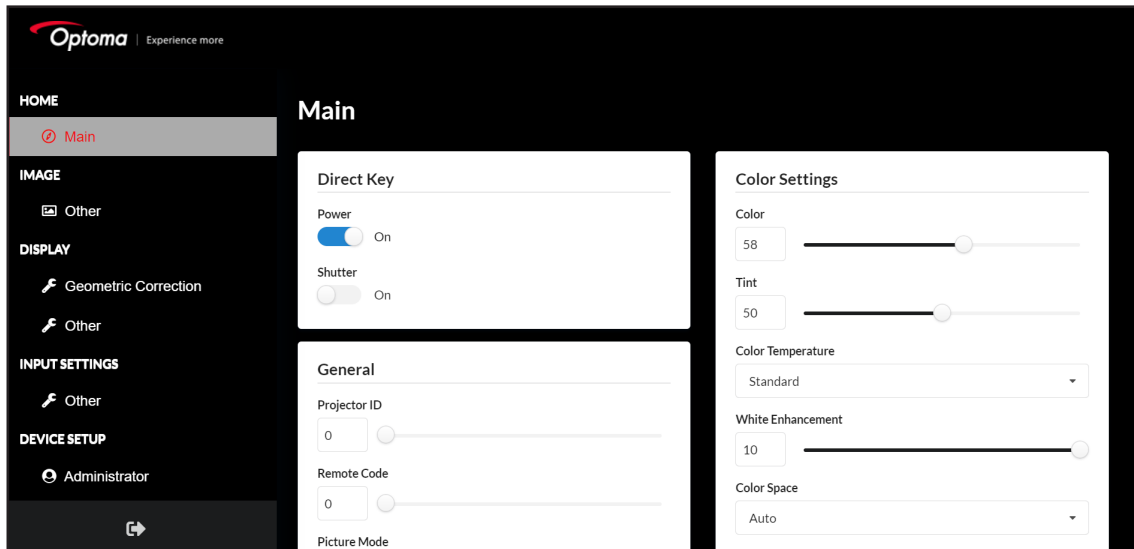 Optoma | Experience more
HOME
Main
IMAGE
Other
DISPLAY
Geometric Correction
Other
INPUT SETTINGS
Other
DEVICE SETUP
Administrator
Main
Direct Key
Power
On
Shutter
On
General
Projector ID
0
Remote Code
0
Picture Mode
Color Settings
Color
58
Tint
50
Color Temperature
Standard
White Enhancement
10
Color Space
Auto